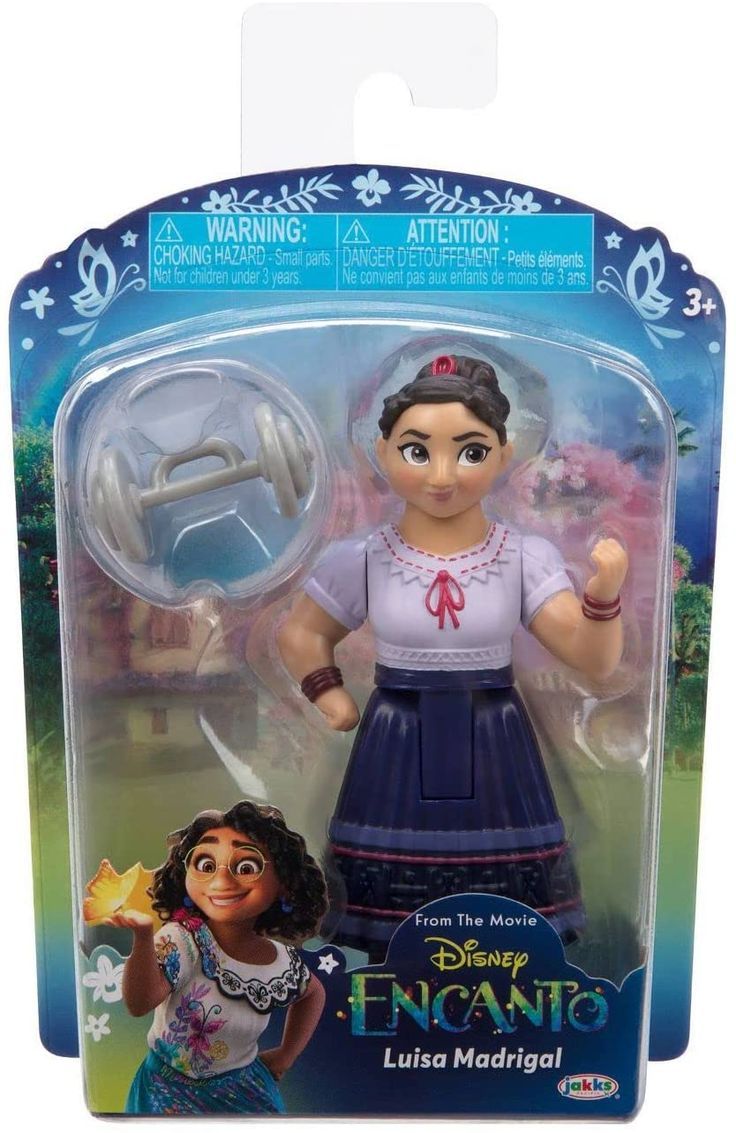 WARNING:
CHOKING HAZARD - Small parts.
Not for children under 3 years.
ATTENTION :
DANGER D'ÉTOUFFEMENT - Petits éléments.
Ne convient pas aux enfants de moins de 3 ans.
3+
From The Movie
Disney
ENCANTO
Luisa Madrigal
jakks
PACIFIC